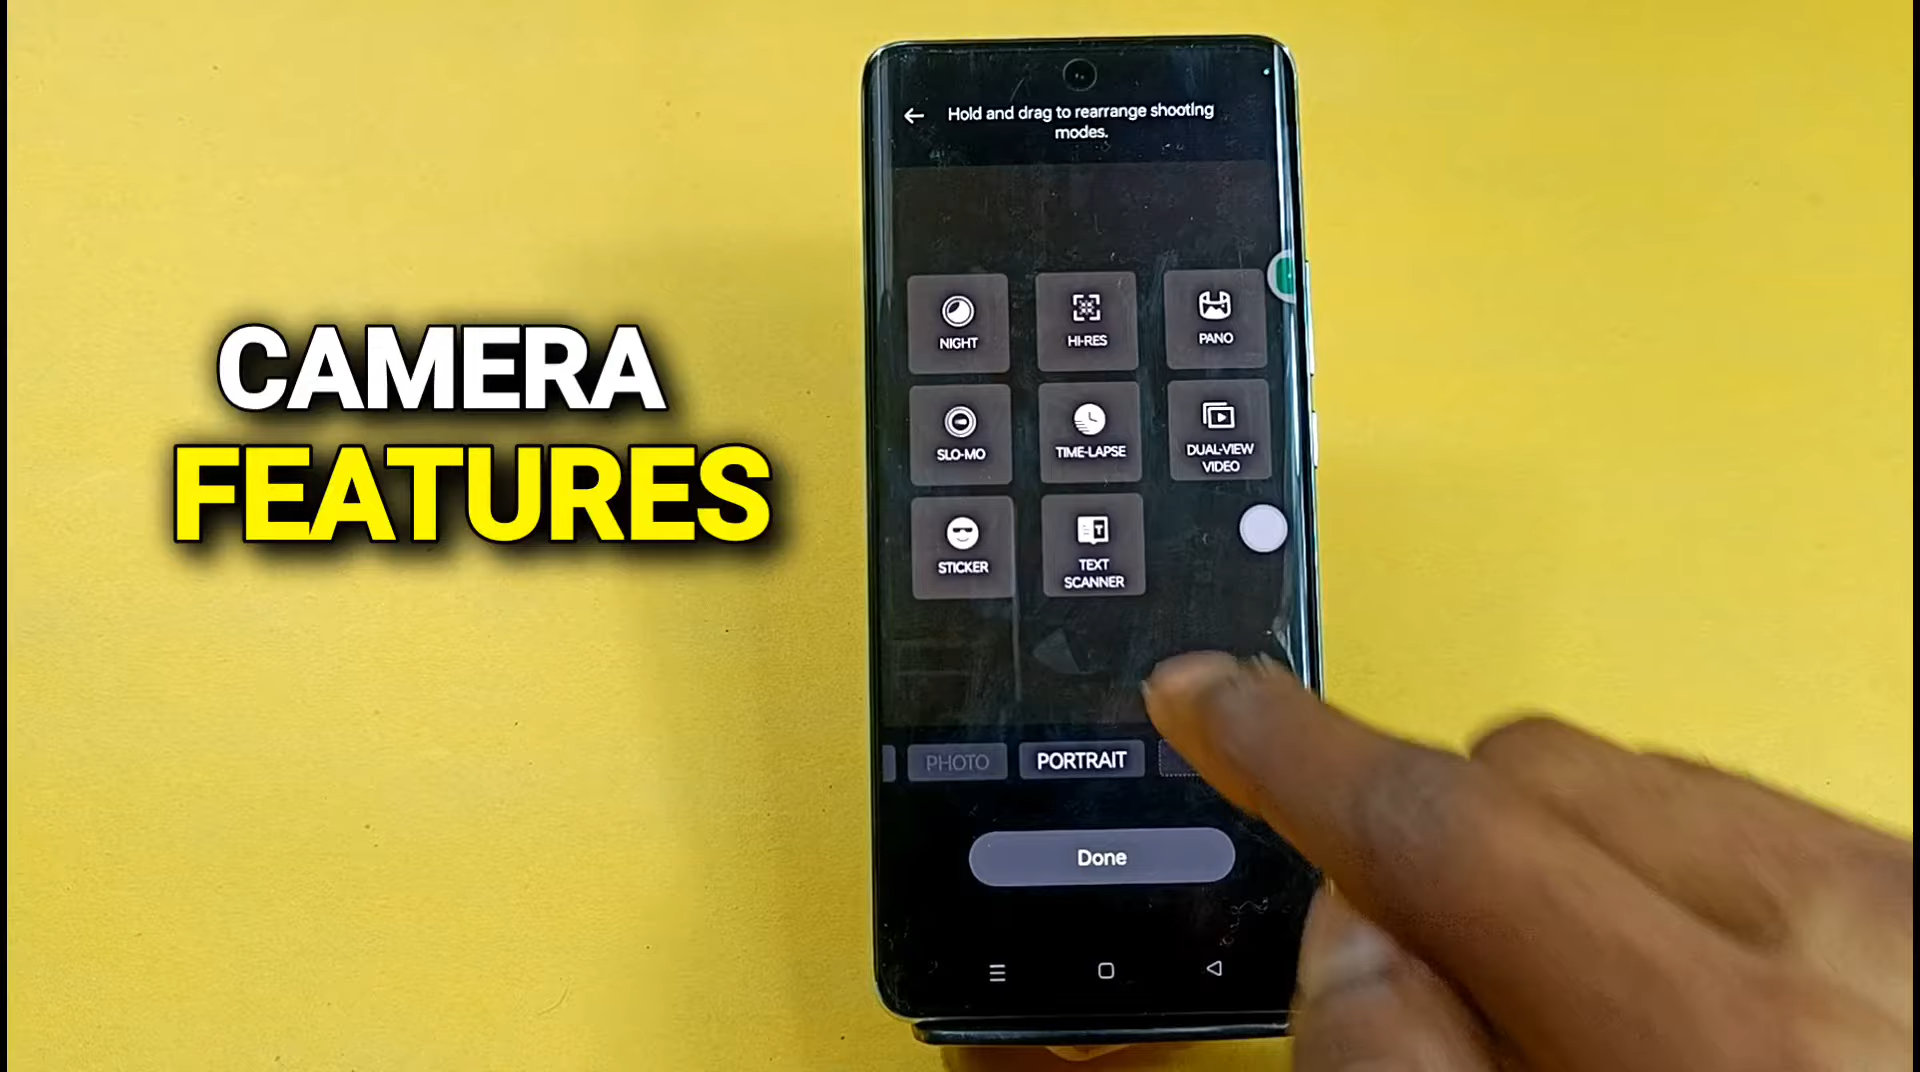 CAMERA
FEATURES
Hold and drag to rearrange shooting
modes.
NIGHT
HI-RES
PANO
SLO-MO
TIME-LAPSE
DUAL-VIEW
VIDEO
STICKER
TEXT
SCANNER
PHOTO
PORTRAIT
Done